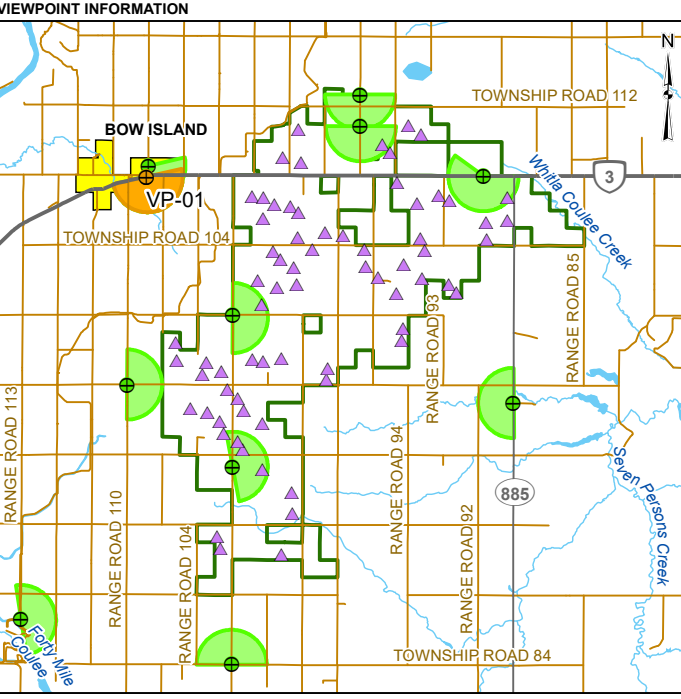 VIEWPOINT INFORMATION
N
TOWNSHIP ROAD 112
BOW ISLAND
VP-01
3
Whitla Coulee Creek
TOWNSHIP ROAD 104
RANGE ROAD 85
RANGE ROAD 93
RANGE ROAD 113
RANGE ROAD 94
RANGE ROAD 110
RANGE ROAD 104
RANGE ROAD 92
885
Seven Persons Creek
Forty Mile
Coulee
TOWNSHIP ROAD 84